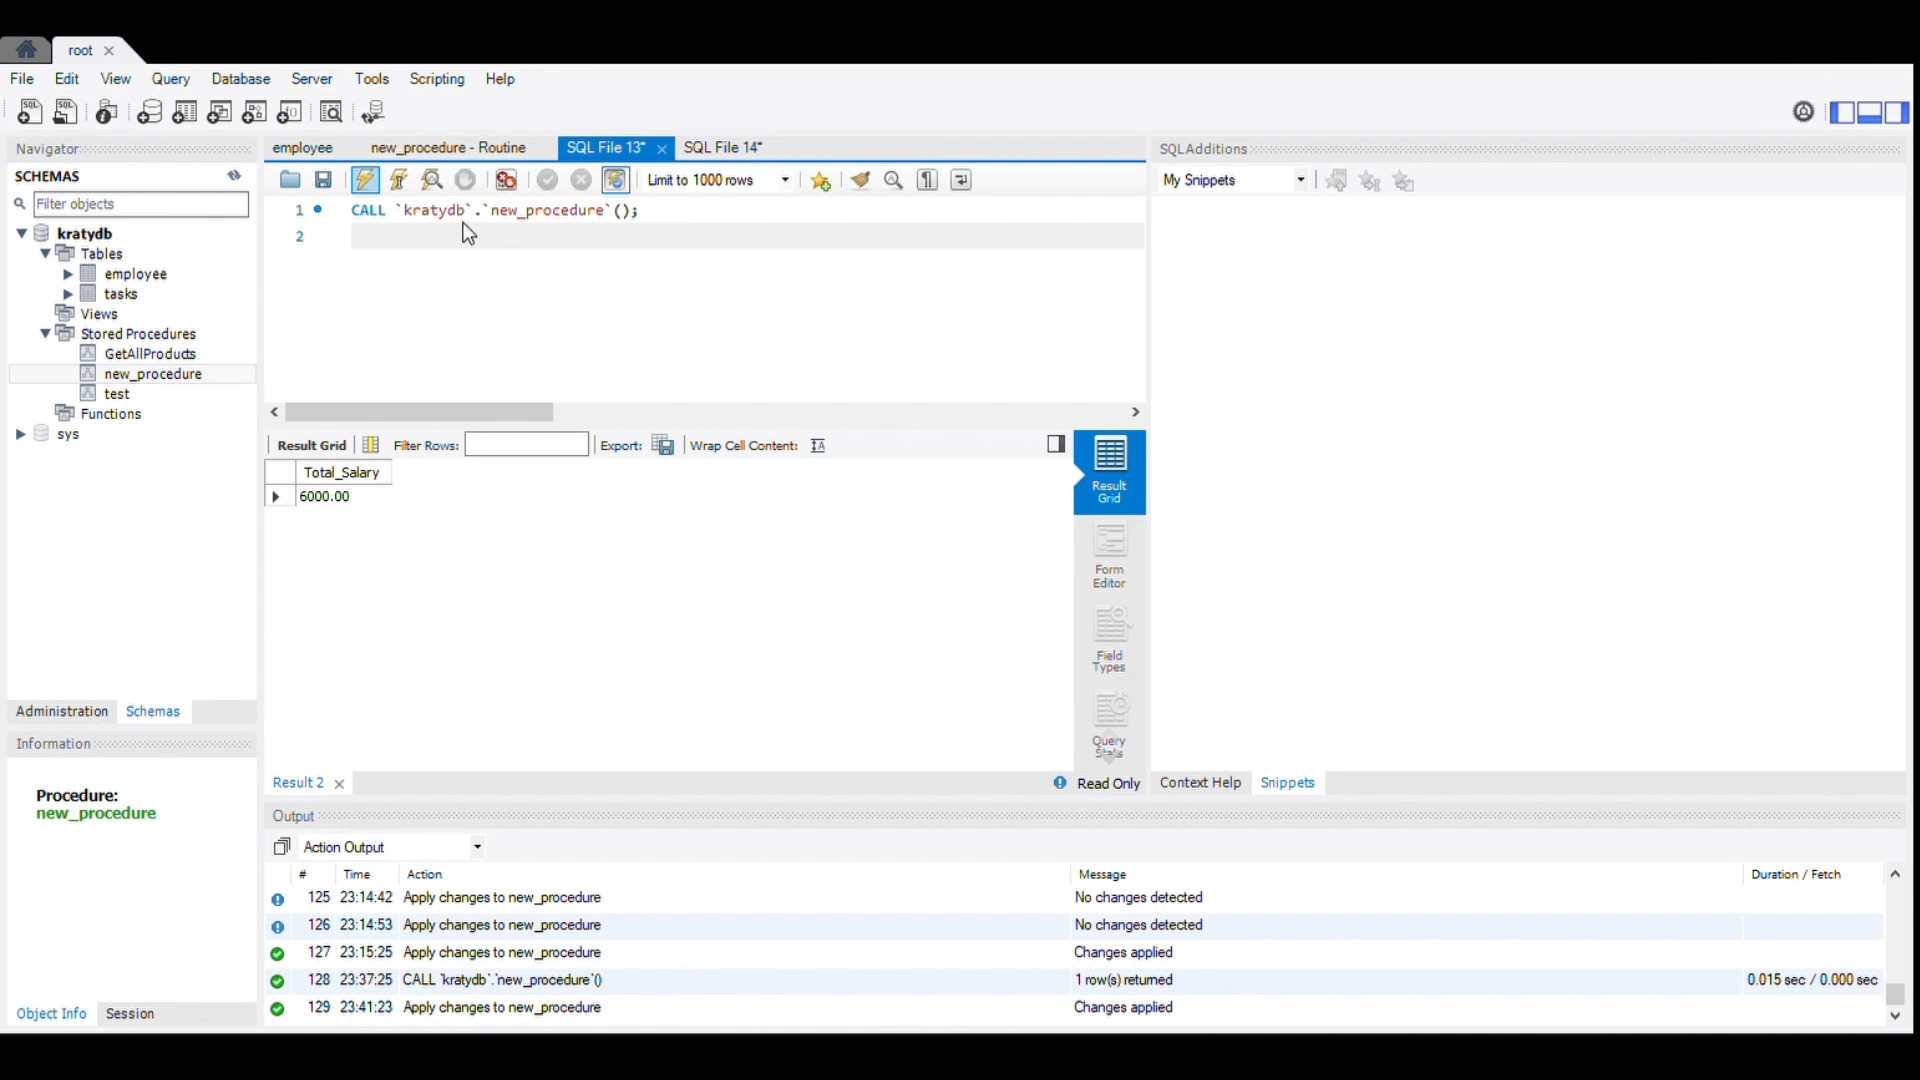 root
File Edit View Query Database Server Tools Scripting Help
Navigator
SCHEMAS
Filter objects
kratydb
Tables
employee
tasks
Views
Stored Procedures
GetAllProducts
new_procedure
test
Functions
sys
Administration Schemas
Information
Procedure:
new_procedure
Object Info Session
employee new_procedure - Routine SQL File 13* SQL File 14*
Limit to 1000 rows
1 CALL `kratydb`.`new_procedure`();
2
Result Grid Filter Rows: Export: Wrap Cell Content:
Total_Salary
6000.00
Result
Grid
Form
Editor
Field
Types
Query
Stats
Result 2 Read Only
SQLAdditions
My Snippets
Context Help Snippets
Output
Action Output
# Time Action Message Duration / Fetch
125 23:14:42 Apply changes to new_procedure No changes detected
126 23:14:53 Apply changes to new_procedure No changes detected
127 23:15:25 Apply changes to new_procedure Changes applied
128 23:37:25 CALL `kratydb`.`new_procedure`() 1 row(s) returned 0.015 sec / 0.000 sec
129 23:41:23 Apply changes to new_procedure Changes applied